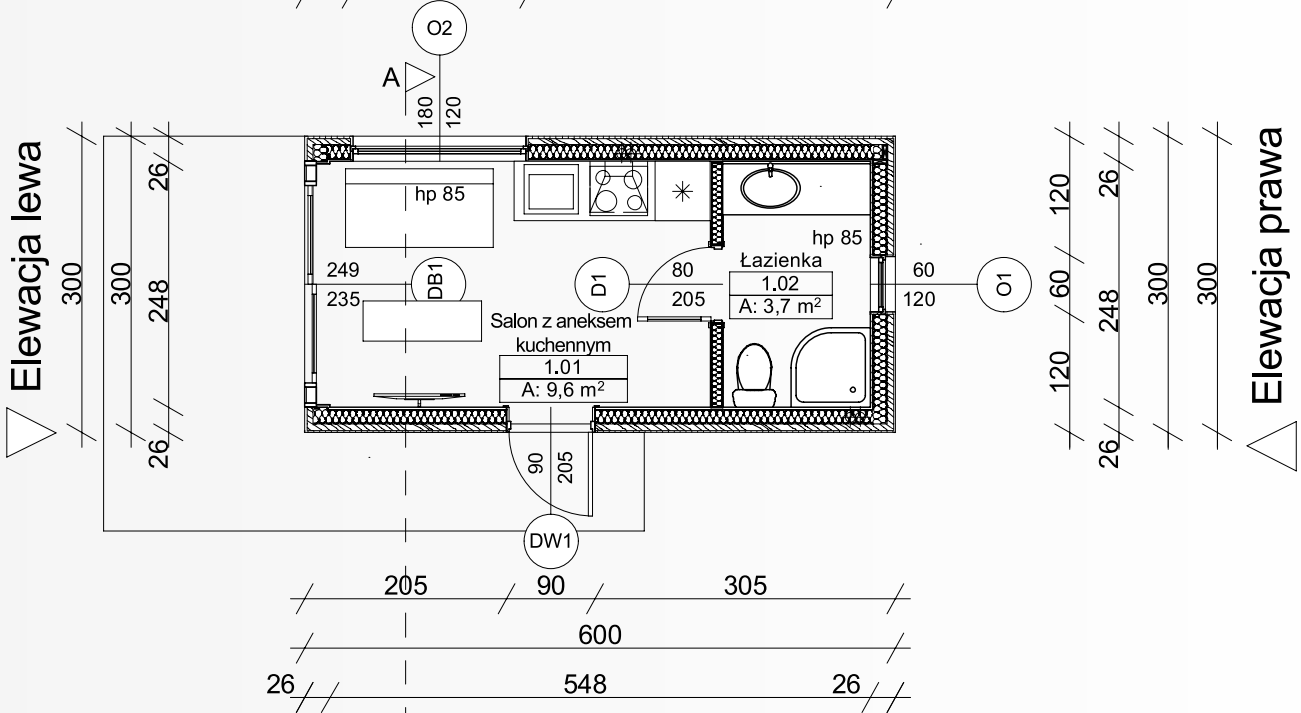 O2
A
180
120
Elewacja lewa
300
300
26
248
26
hp 85
249
235
DB1
D1
80
205
hp 85
Łazienka
1.02
A: 3,7 m²
Salon z aneksem
kuchennym
1.01
A: 9,6 m²
60
120
O1
120
60
120
26
248
26
300
300
Elewacja prawa
90
205
DW1
205
90
305
600
26
548
26